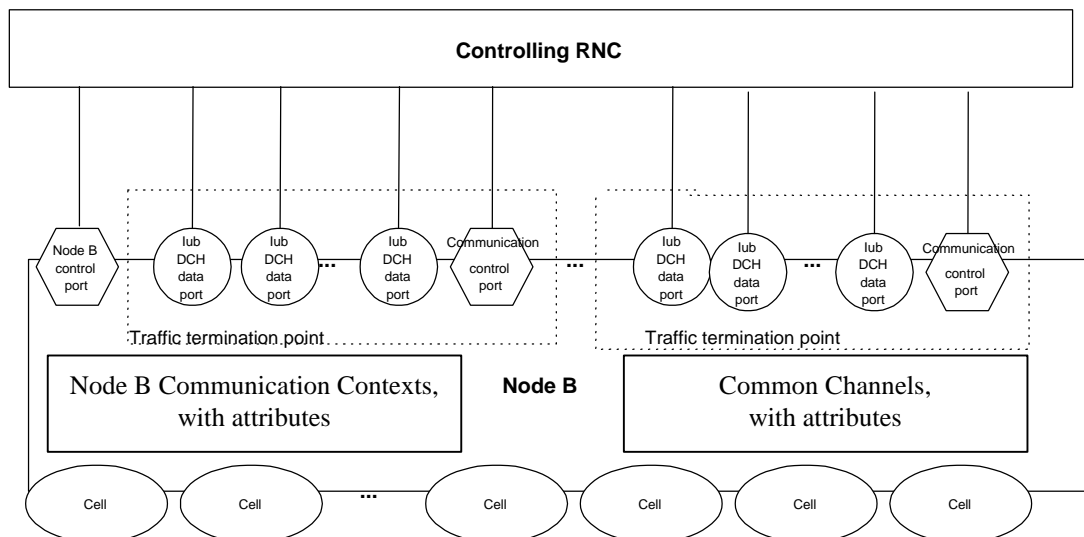 Controlling RNC
Node B
control
port
Iub
DCH
data
port
Iub
DCH
data
port
...
Iub
DCH
data
port
Communication
control
port
...
Iub
DCH
data
port
Iub
DCH
data
port
...
Iub
DCH
data
port
Communication
control
port
Traffic termination point
Traffic termination point
Node B Communication Contexts,
with attributes
Node B
Common Channels,
with attributes
Cell
Cell
...
Cell
Cell
Cell
Cell